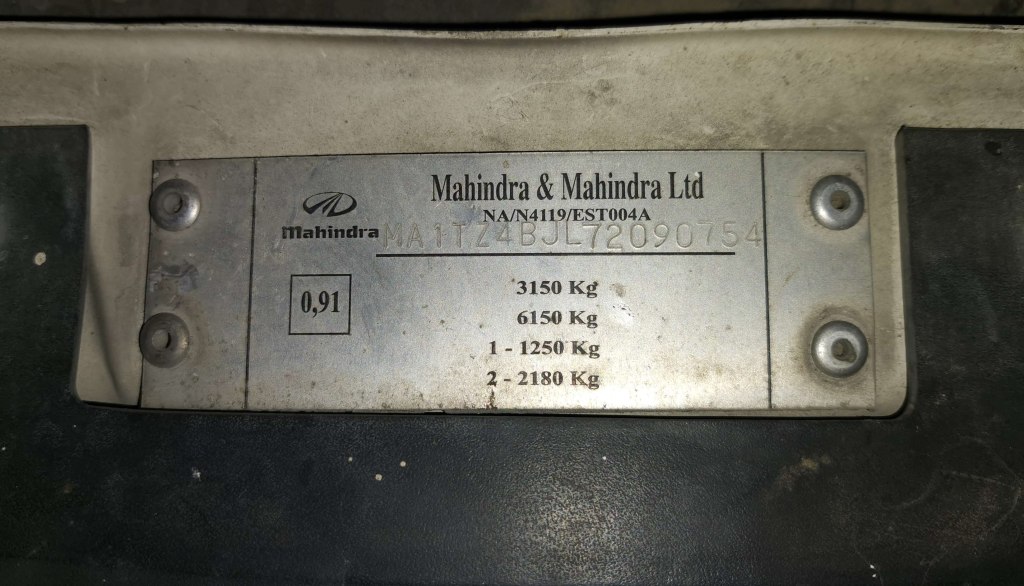 Mahindra & Mahindra Ltd
NA/N4119/EST004A
Mahindra
MA1TZ4BJL72090754
0,91
3150 Kg
6150 Kg
1 - 1250 Kg
2 - 2180 Kg